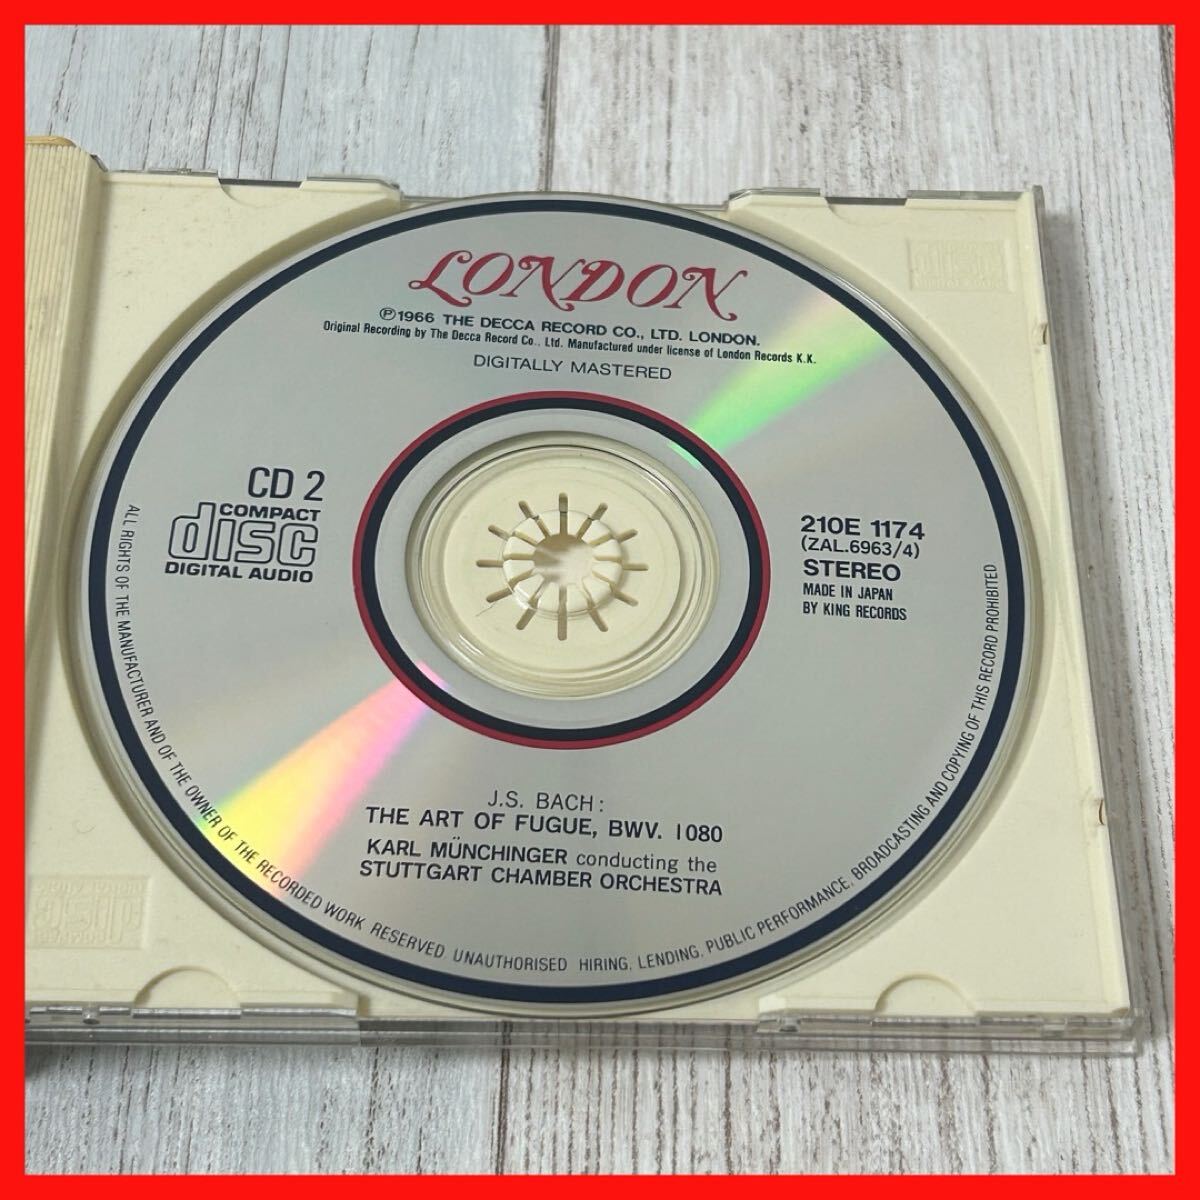 LONDON
℗1966 THE DECCA RECORD CO., LTD. LONDON.
Original Recording by The Decca Record Co., Ltd. Manufactured under license of London Records K.K.
DIGITALLY MASTERED
CD 2
COMPACT
disc
DIGITAL AUDIO
210E 1174
(ZAL.6963/4)
STEREO
MADE IN JAPAN
BY KING RECORDS
J.S. BACH:
THE ART OF FUGUE, BWV. 1080
KARL MÜNCHINGER conducting the
STUTTGART CHAMBER ORCHESTRA
ALL RIGHTS OF THE MANUFACTURER AND OF THE OWNER OF THE RECORDED WORK RESERVED. UNAUTHORISED HIRING, LENDING, PUBLIC PERFORMANCE, BROADCASTING AND COPYING OF THIS RECORD PROHIBITED